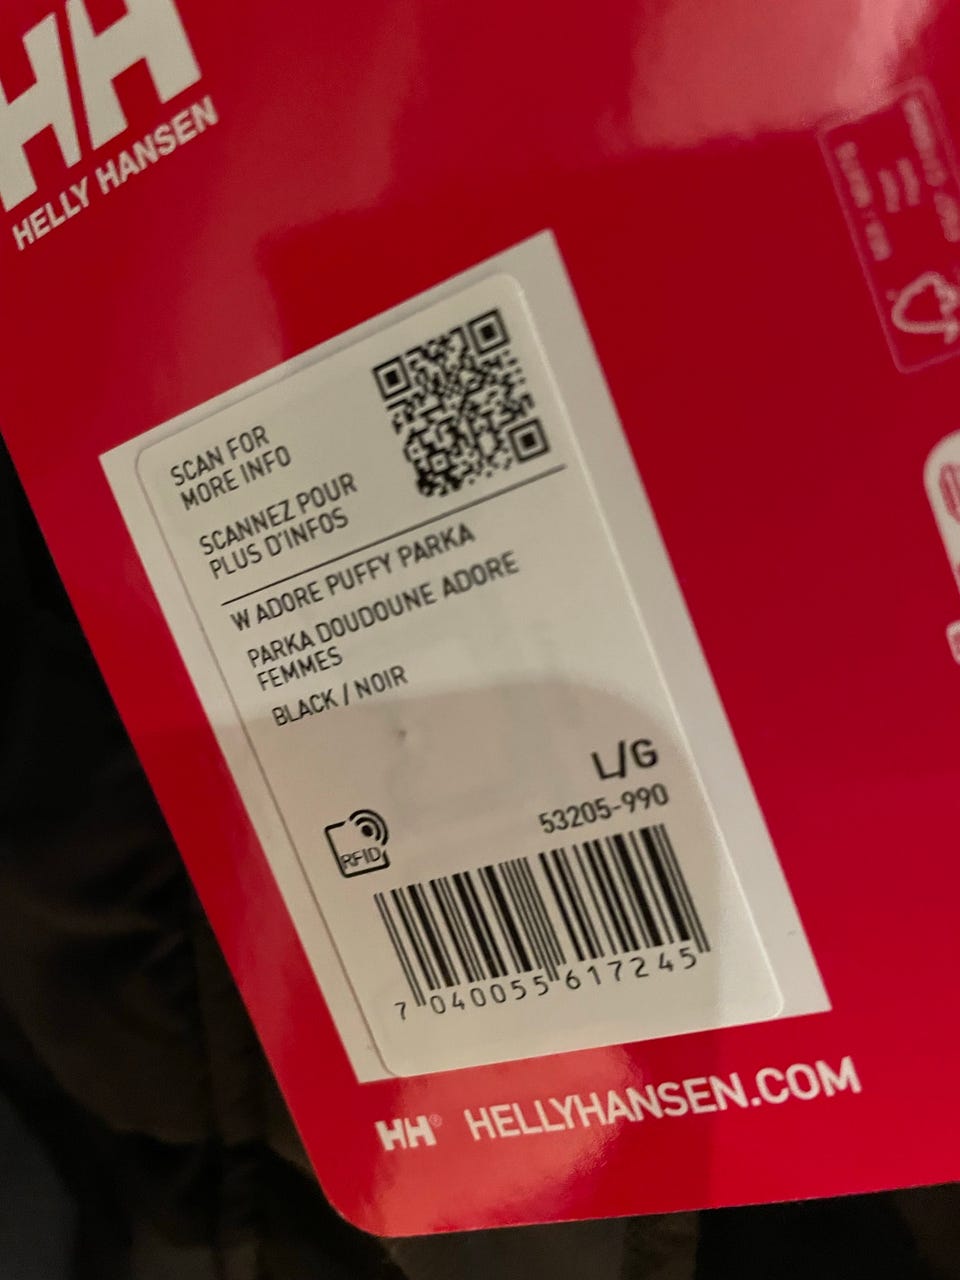 HH
HELLY HANSEN
SCAN FOR
MORE INFO
SCANNEZ POUR
PLUS D'INFOS
W ADORE PUFFY PARKA
PARKA DOUDOUNE ADORE
FEMMES
BLACK / NOIR
L/G
53205-990
RFID
7 040055 617245
HH® HELLYHANSEN.COM